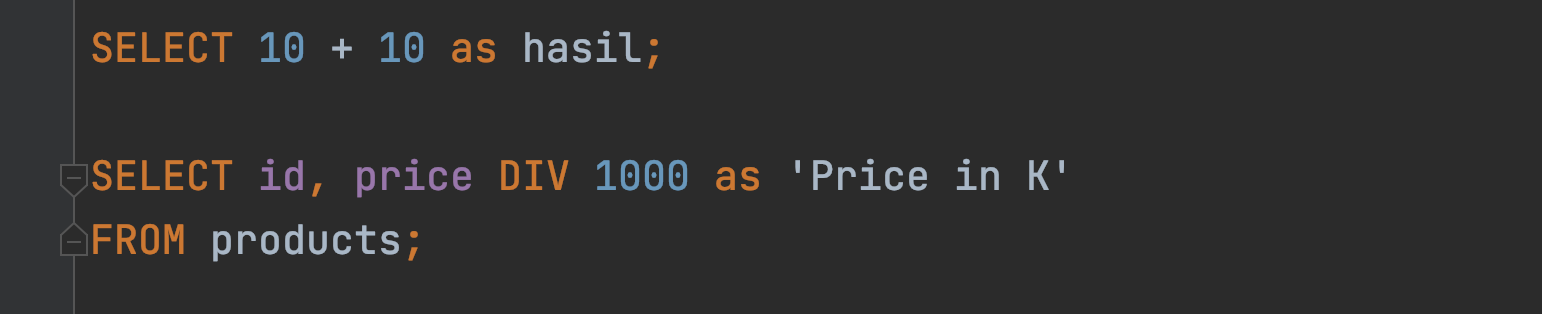 SELECT 10 + 10 as hasil;
SELECT id, price DIV 1000 as 'Price in K'
FROM products;